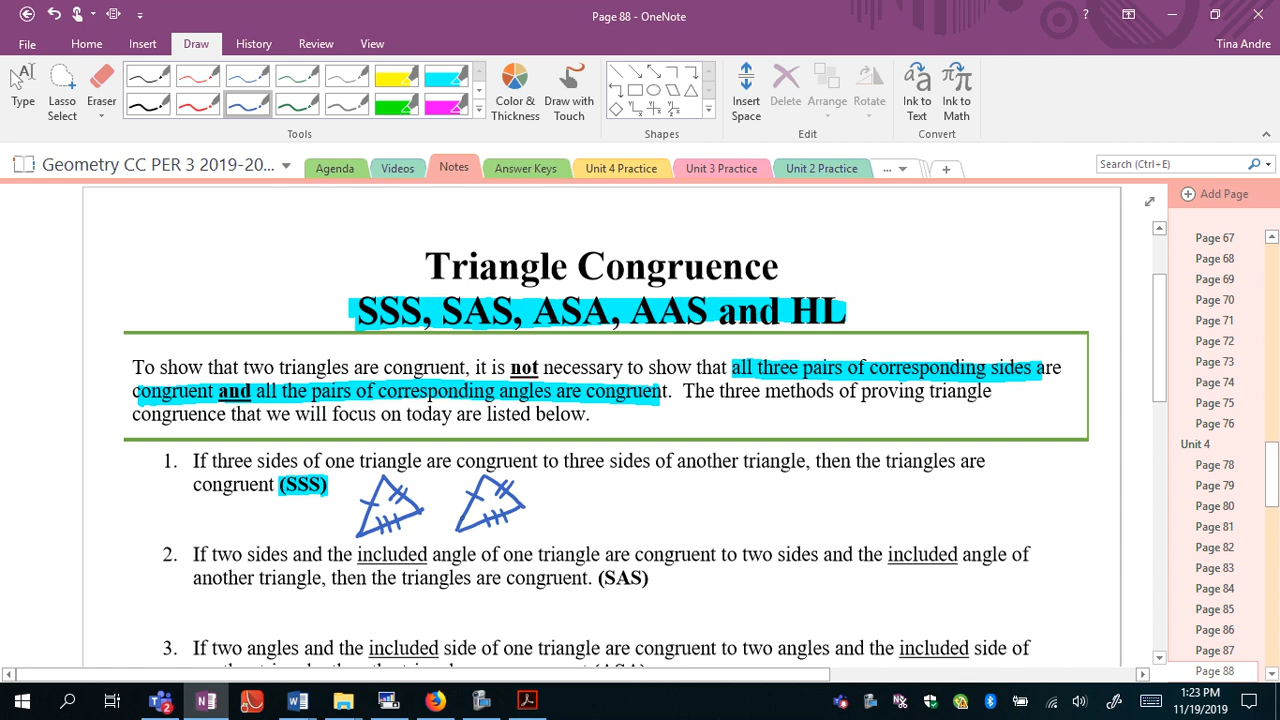 Page 88 - OneNote
?
File Home Insert Draw History Review View
Tina Andre
Type Lasso Select Eraser Color & Thickness Draw with Touch Insert Space Delete Arrange Rotate Ink to Text Ink to Math
Tools Shapes Edit Convert
Geometry CC PER 3 2019-20... Agenda Videos Notes Answer Keys Unit 4 Practice Unit 3 Practice Unit 2 Practice ... + Search (Ctrl+E)
Add Page
Page 67
Page 68
Page 69
Page 70
Page 71
Page 72
Page 73
Page 74
Page 75
Page 76
Unit 4
Page 78
Page 79
Page 80
Page 81
Page 82
Page 83
Page 84
Page 85
Page 86
Page 87
Page 88
Triangle Congruence
SSS, SAS, ASA, AAS and HL
To show that two triangles are congruent, it is not necessary to show that all three pairs of corresponding sides are
congruent and all the pairs of corresponding angles are congruent. The three methods of proving triangle
congruence that we will focus on today are listed below.
1. If three sides of one triangle are congruent to three sides of another triangle, then the triangles are
congruent (SSS)
2. If two sides and the included angle of one triangle are congruent to two sides and the included angle of
another triangle, then the triangles are congruent. (SAS)
3. If two angles and the included side of one triangle are congruent to two angles and the included side of
1:23 PM
11/19/2019